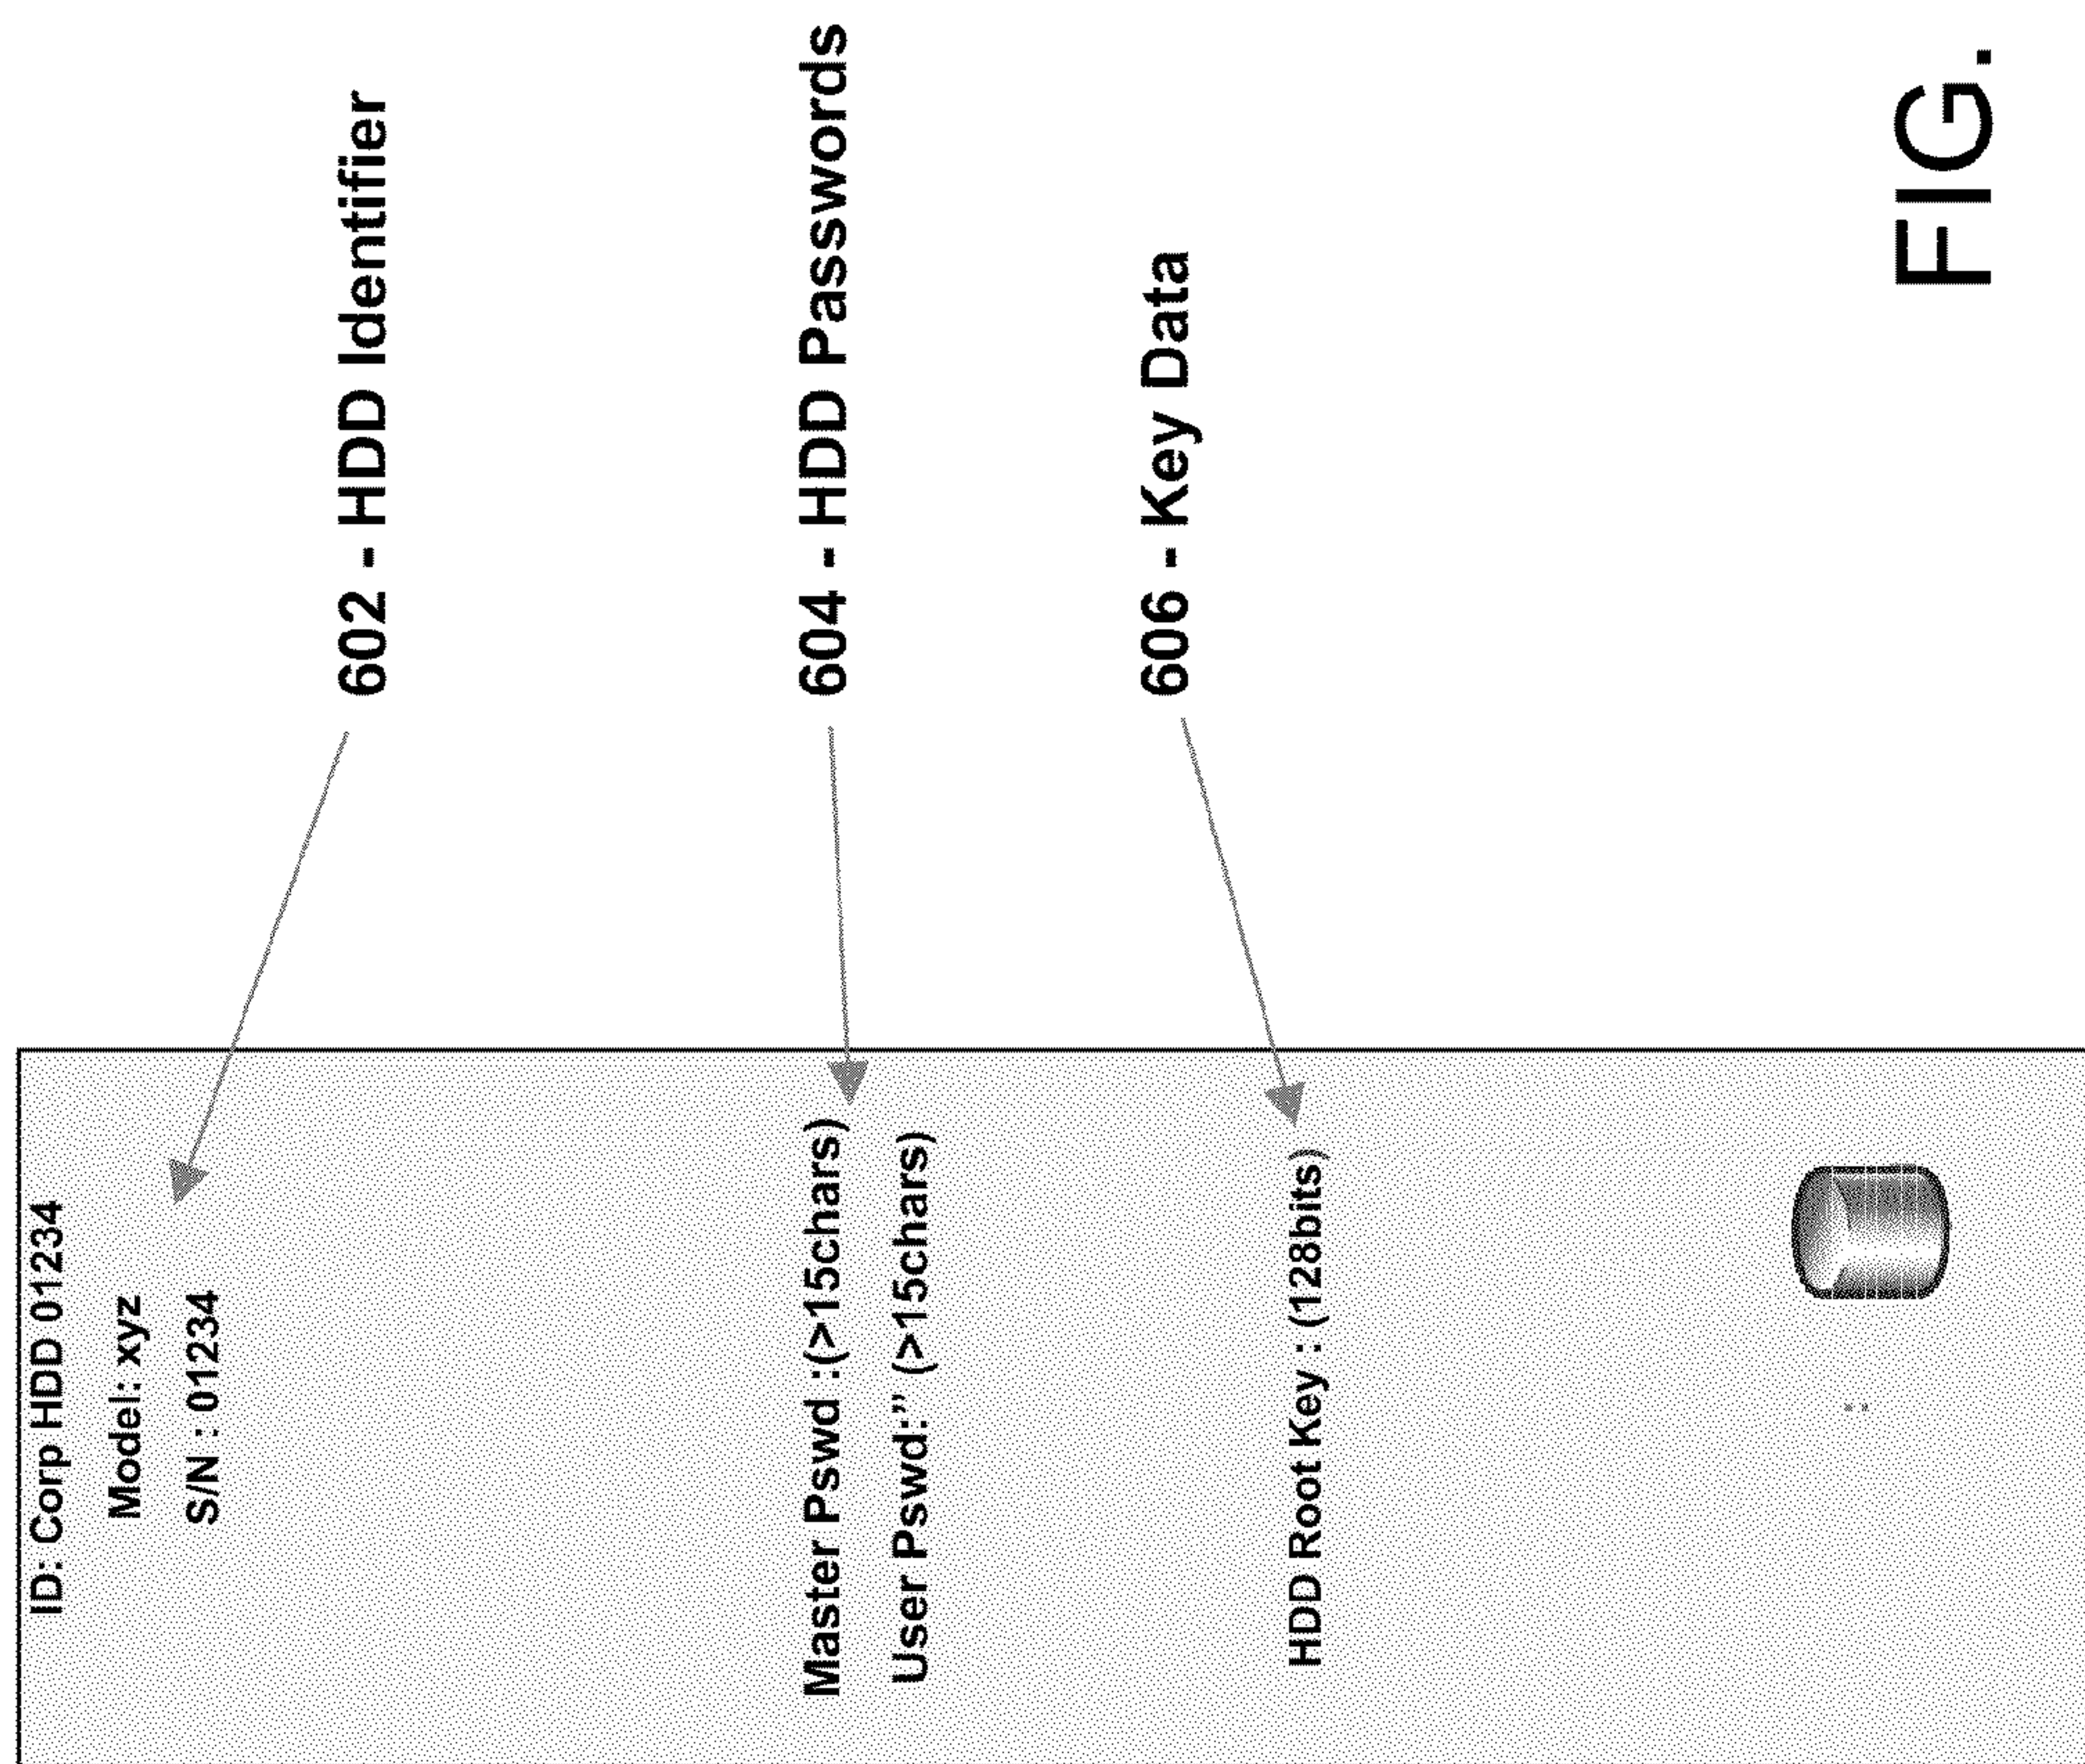 ID: Corp HDD 01234
Model: xyz
S/N : 01234
602 - HDD Identifier
Master Pswd :(>15chars)
User Pswd:” (>15chars)
604 - HDD Passwords
606 - Key Data
HDD Root Key : (128bits)
:
FIG.